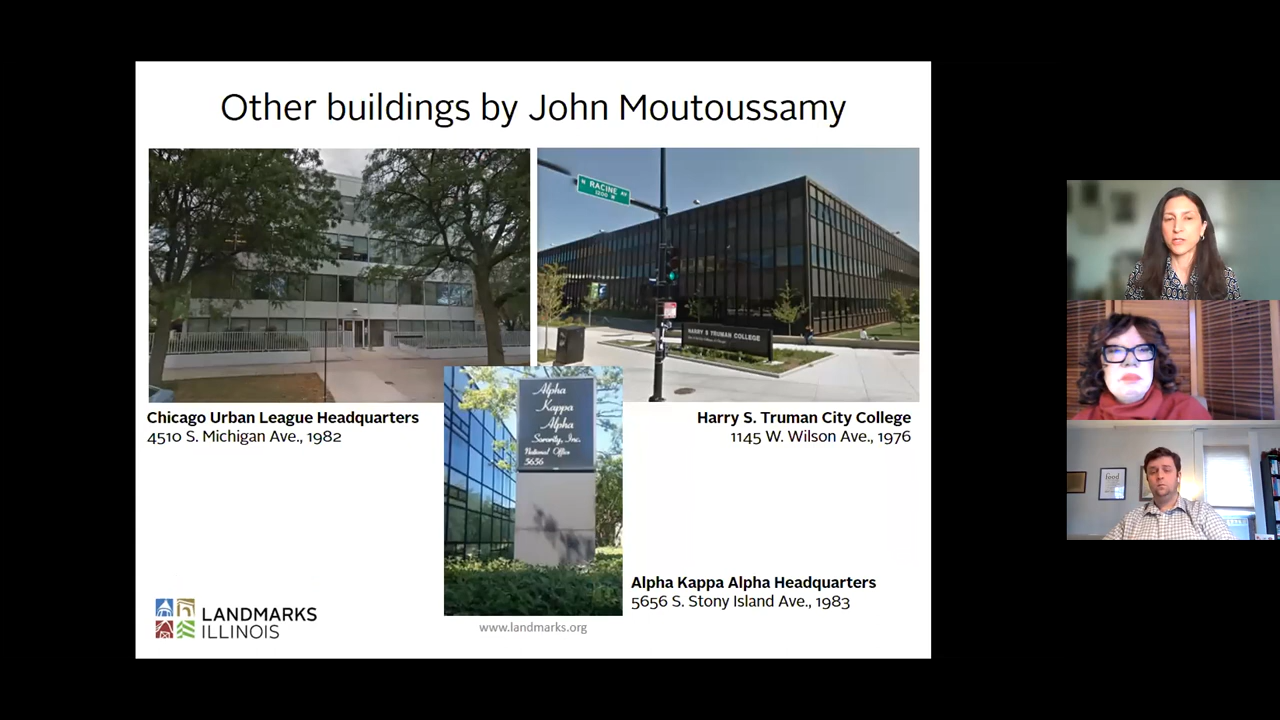 Other buildings by John Moutoussamy
N RACINE AV
1200 W
HARRY S TRUMAN COLLEGE
Chicago Urban League Headquarters
4510 S. Michigan Ave., 1982
Harry S. Truman City College
1145 W. Wilson Ave., 1976
Alpha
Kappa
Alpha
Sorority, Inc.
National Office
5656
Alpha Kappa Alpha Headquarters
5656 S. Stony Island Ave., 1983
LANDMARKS
ILLINOIS
www.landmarks.org
food